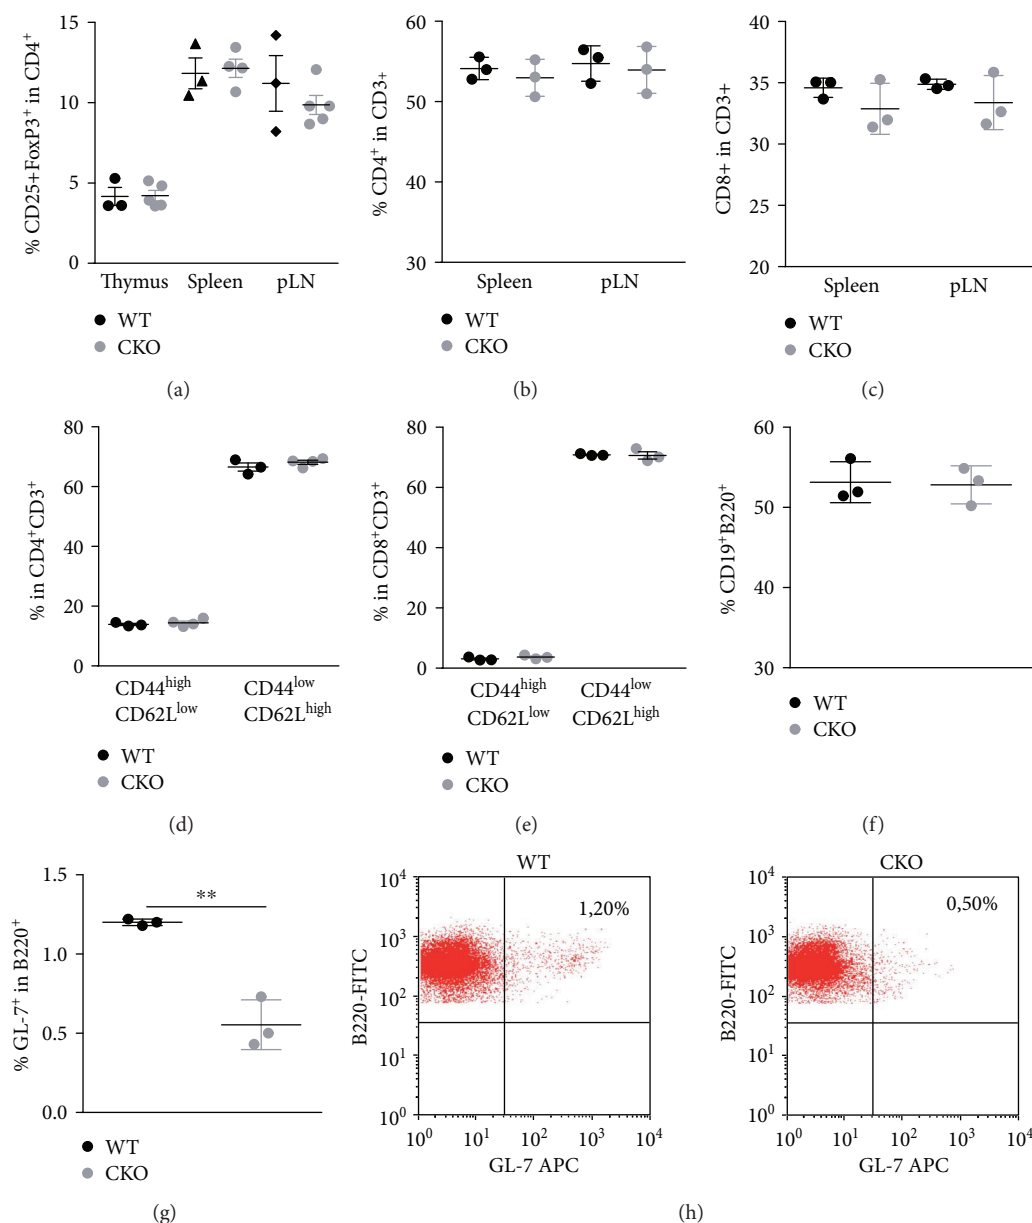 % CD25+FoxP3⁺ in CD4⁺
15
10
5
0
Thymus Spleen pLN
WT
CKO
(a)
% CD4⁺ in CD3+
60
50
40
30
Spleen pLN
WT
CKO
(b)
CD8+ in CD3+
40
35
30
25
20
Spleen pLN
WT
CKO
(c)
% in CD4⁺CD3⁺
80
60
40
20
0
CD44ʰⁱᵍʰ CD44ˡᵒʷ
CD62Lˡᵒʷ CD62Lʰⁱᵍʰ
WT
CKO
(d)
% in CD8⁺CD3⁺
80
60
40
20
0
CD44ʰⁱᵍʰ CD44ˡᵒʷ
CD62Lˡᵒʷ CD62Lʰⁱᵍʰ
WT
CKO
(e)
% CD19⁺B220⁺
60
50
40
30
WT
CKO
(f)
% GL-7⁺ in B220⁺
1.5
1.0
0.5
0.0
**
WT
CKO
(g)
WT
B220-FITC
10⁴
10³
10²
10¹
10⁰
1,20%
10⁰ 10¹ 10² 10³ 10⁴
GL-7 APC
CKO
B220-FITC
10⁴
10³
10²
10¹
10⁰
0,50%
10⁰ 10¹ 10² 10³ 10⁴
GL-7 APC
(h)